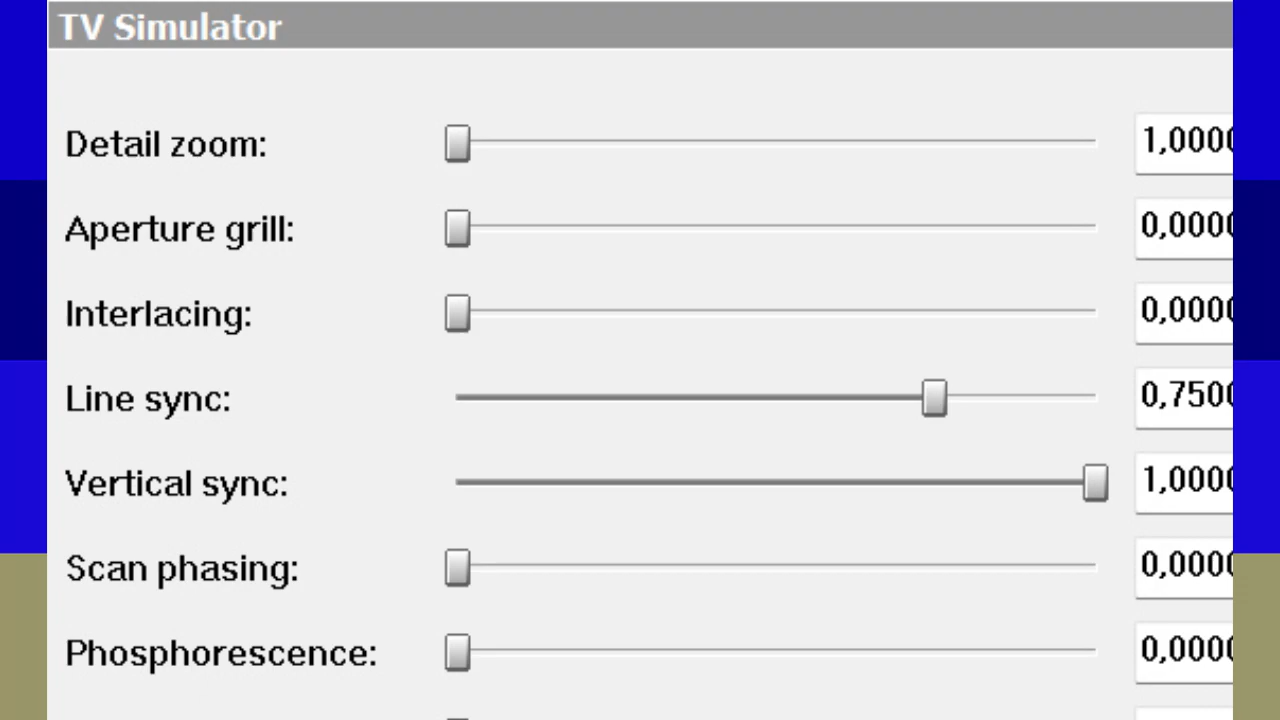 TV Simulator
Detail zoom: 1,0000
Aperture grill: 0,0000
Interlacing: 0,0000
Line sync: 0,7500
Vertical sync: 1,0000
Scan phasing: 0,0000
Phosphorescence: 0,0000